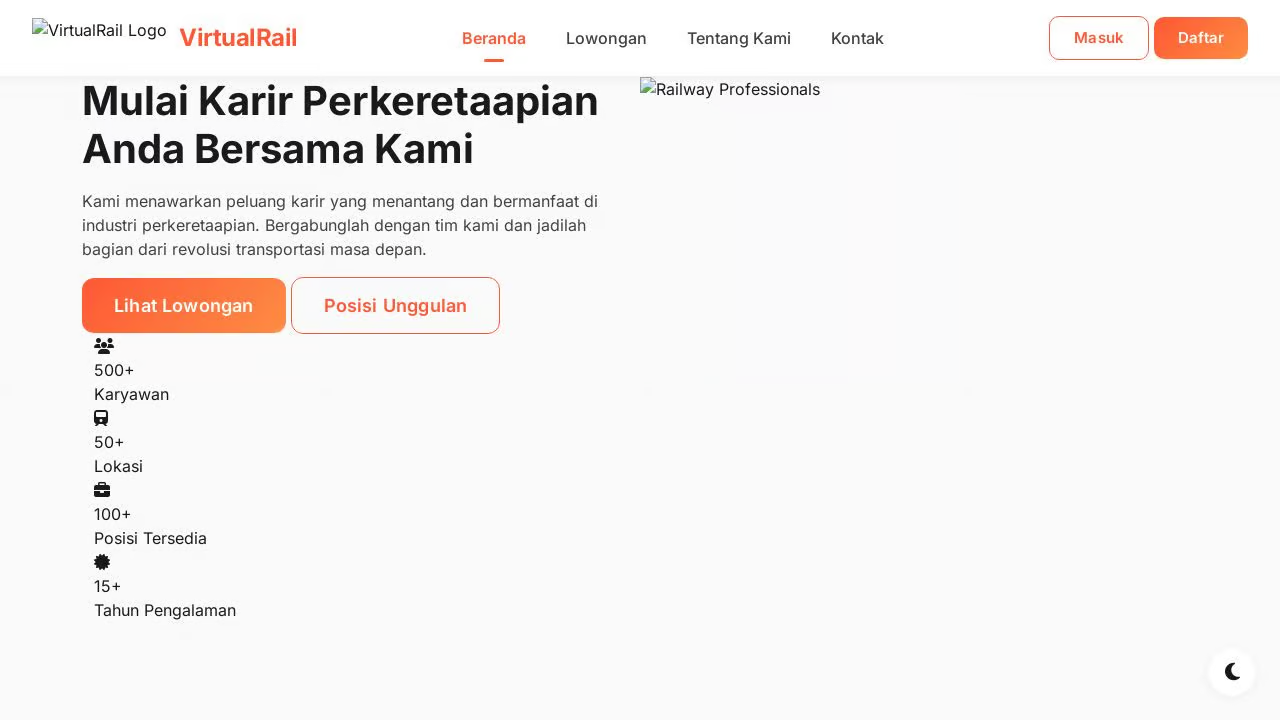 VirtualRail Logo
VirtualRail
Beranda
Lowongan
Tentang Kami
Kontak
Masuk
Daftar
Mulai Karir Perkeretaapian
Anda Bersama Kami
Kami menawarkan peluang karir yang menantang dan bermanfaat di
industri perkeretaapian. Bergabunglah dengan tim kami dan jadilah
bagian dari revolusi transportasi masa depan.
Lihat Lowongan
Posisi Unggulan
500+
Karyawan
50+
Lokasi
100+
Posisi Tersedia
15+
Tahun Pengalaman
Railway Professionals